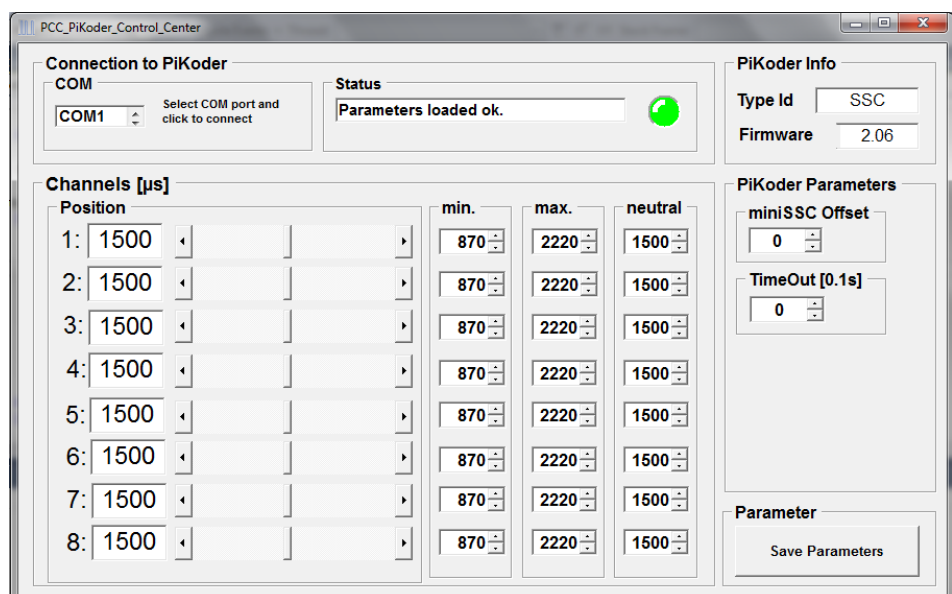 PCC_PiKoder_Control_Center
Connection to PiKoder
COM
COM1
Select COM port and
click to connect
Status
Parameters loaded ok.
PiKoder Info
Type Id SSC
Firmware 2.06
Channels [µs]
Position min. max. neutral
1: 1500 870 2220 1500
2: 1500 870 2220 1500
3: 1500 870 2220 1500
4: 1500 870 2220 1500
5: 1500 870 2220 1500
6: 1500 870 2220 1500
7: 1500 870 2220 1500
8: 1500 870 2220 1500
PiKoder Parameters
miniSSC Offset
0
TimeOut [0.1s]
0
Parameter
Save Parameters